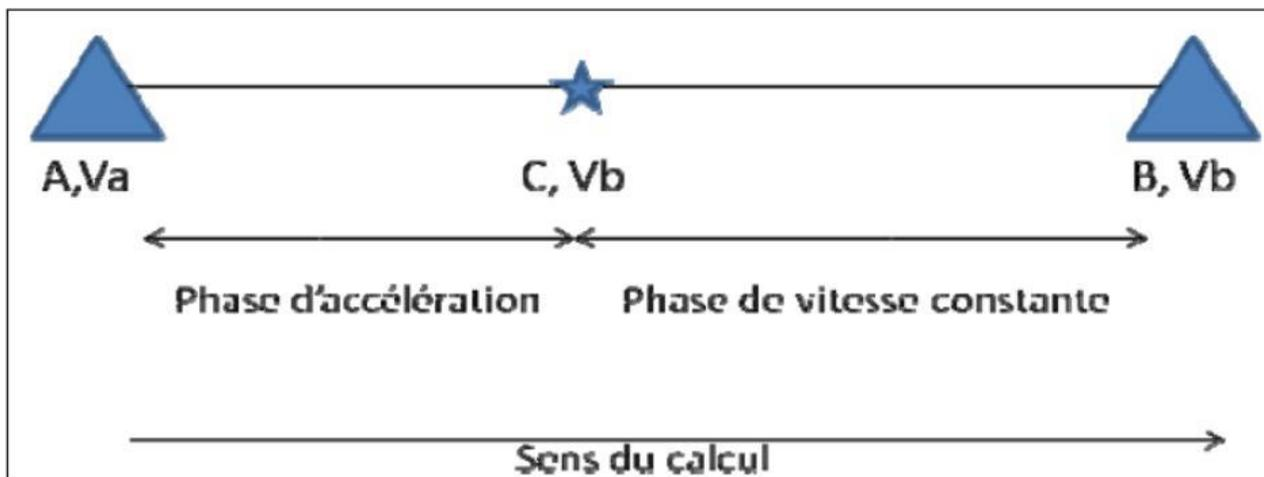 A,Va C, Vb B, Vb
Phase d'accélération Phase de vitesse constante
Sens du calcul